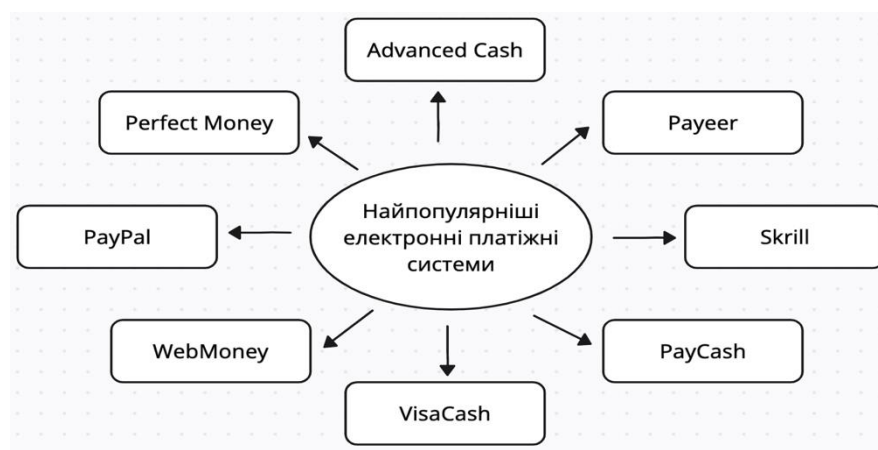 Advanced Cash
Perfect Money
Payeer
Найпопулярніші
електронні платіжні
системи
PayPal
Skrill
WebMoney
PayCash
VisaCash